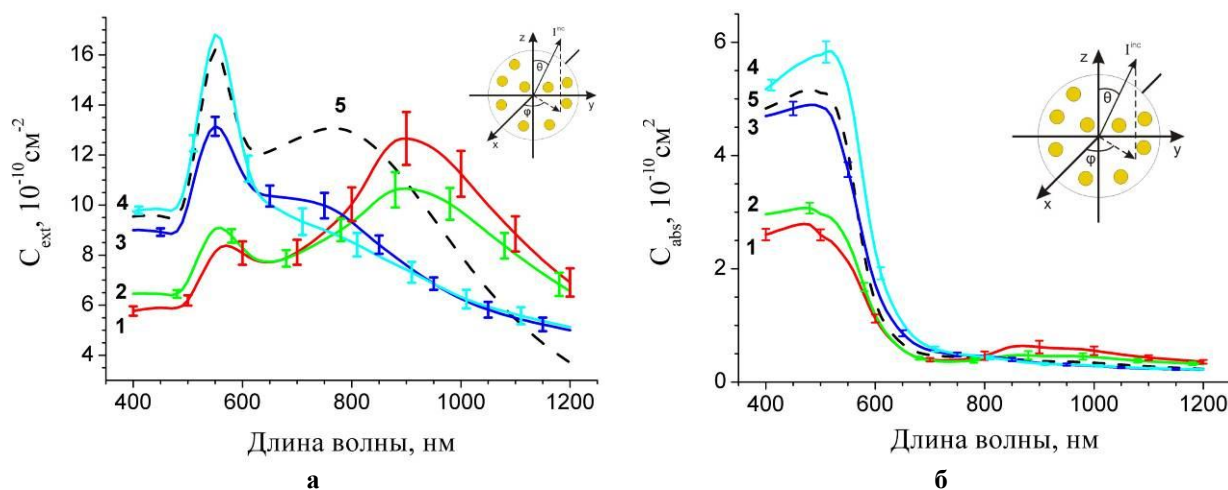 C_ext, 10^-10 см^-2
16
14
12
10
8
6
4
400 600 800 1000 1200
Длина волны, нм
а
4
3
2
1
5
z
I^inc
θ
y
φ
x
C_abs, 10^-10 см^2
6
4
2
0
400 600 800 1000 1200
Длина волны, нм
б
4
5
3
2
1
z
I^inc
θ
y
φ
x